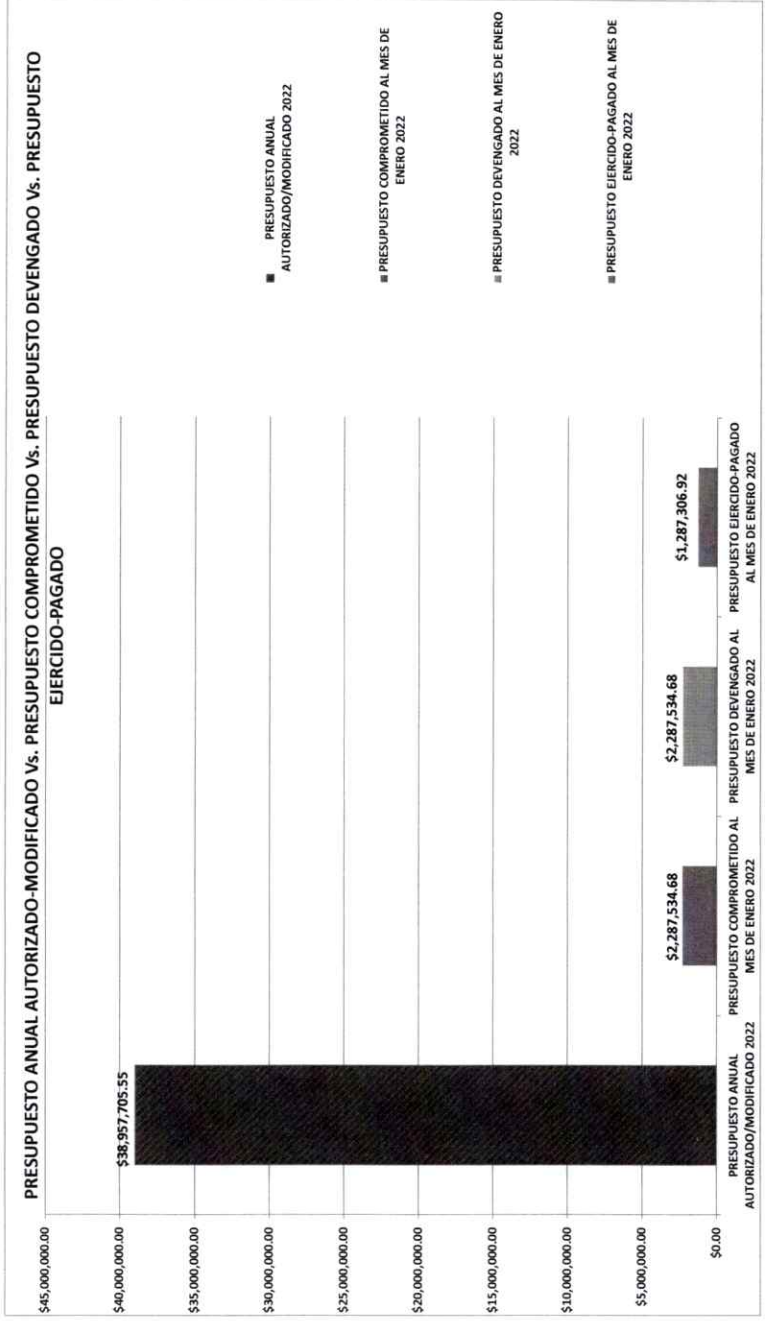 PRESUPUESTO ANUAL AUTORIZADO-MODIFICADO Vs. PRESUPUESTO COMPROMETIDO Vs. PRESUPUESTO DEVENGADO Vs. PRESUPUESTO
EJERCIDO-PAGADO
$45,000,000.00
$40,000,000.00
$35,000,000.00
$30,000,000.00
$25,000,000.00
$20,000,000.00
$15,000,000.00
$10,000,000.00
$5,000,000.00
$0.00
$38,957,705.55
$2,287,534.68
$2,287,534.68
$1,287,306.92
PRESUPUESTO ANUAL
AUTORIZADO/MODIFICADO 2022
PRESUPUESTO COMPROMETIDO AL
MES DE ENERO 2022
PRESUPUESTO DEVENGADO AL
MES DE ENERO 2022
PRESUPUESTO EJERCIDO-PAGADO
AL MES DE ENERO 2022
PRESUPUESTO ANUAL
AUTORIZADO/MODIFICADO 2022
PRESUPUESTO COMPROMETIDO AL MES DE
ENERO 2022
PRESUPUESTO DEVENGADO AL MES DE ENERO
2022
PRESUPUESTO EJERCIDO-PAGADO AL MES DE
ENERO 2022